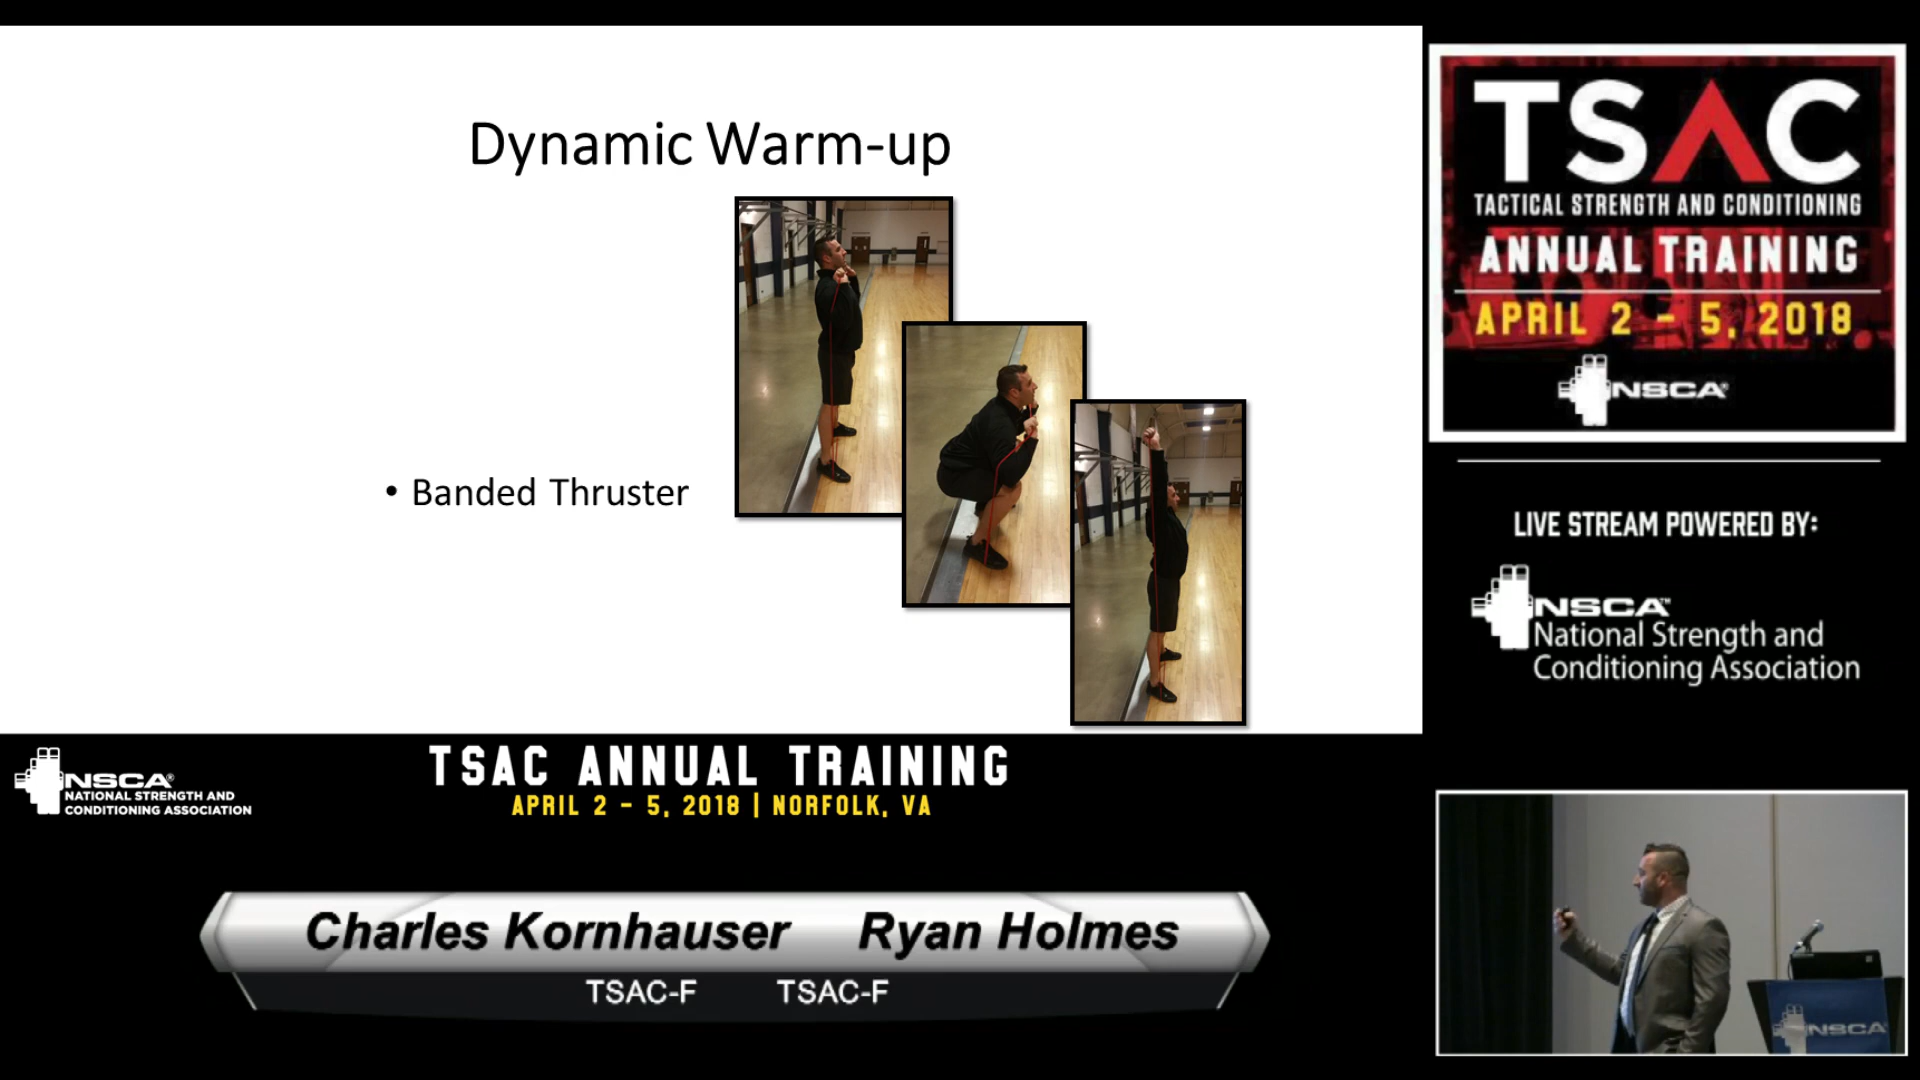 Dynamic Warm-up
• Banded Thruster
TSAC
TACTICAL STRENGTH AND CONDITIONING
ANNUAL TRAINING
APRIL 2 - 5, 2018
NSCA®
LIVE STREAM POWERED BY:
NSCA™
National Strength and
Conditioning Association
NSCA®
NATIONAL STRENGTH AND
CONDITIONING ASSOCIATION
TSAC ANNUAL TRAINING
APRIL 2 - 5, 2018 | NORFOLK, VA
Charles Kornhauser Ryan Holmes
TSAC-F TSAC-F
NSCA